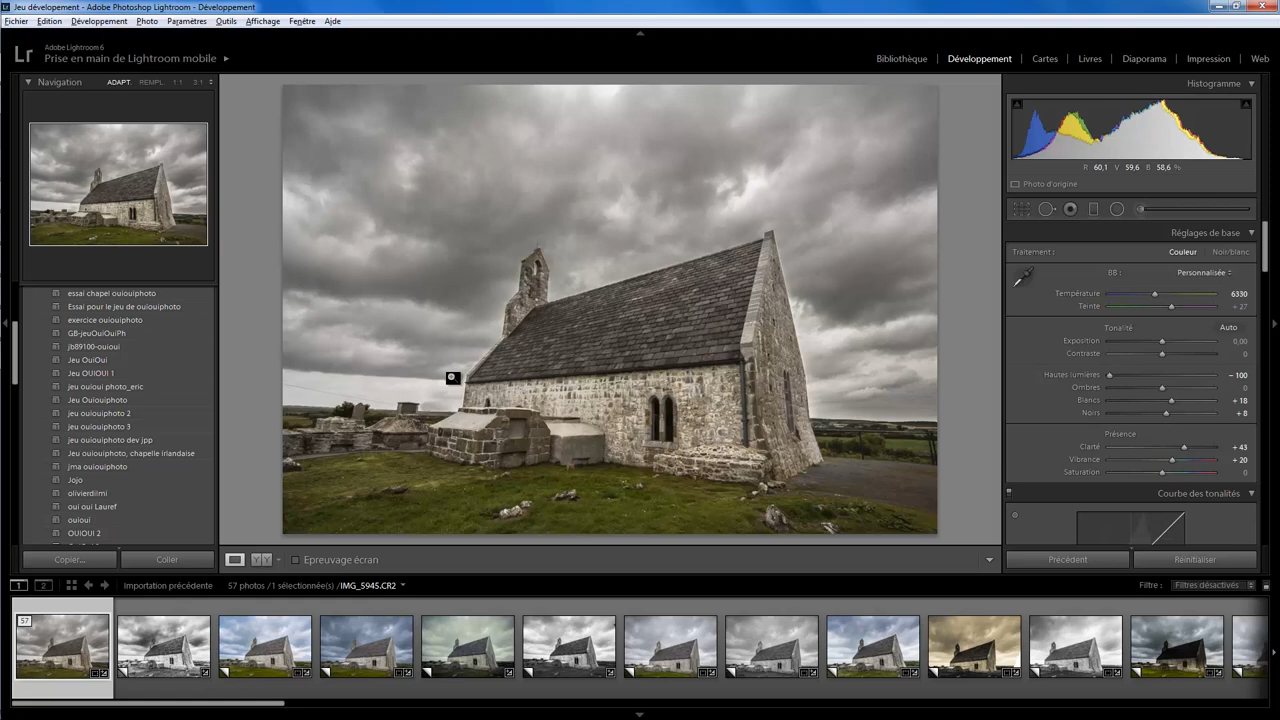 Jeu dévelopement - Adobe Photoshop Lightroom - Développement
Fichier Edition Développement Photo Paramètres Outils Affichage Fenêtre Aide
Lr
Adobe Lightroom 6
Prise en main de Lightroom mobile
Bibliothèque Développement Cartes Livres Diaporama Impression Web
Navigation ADAPT. REMPL. 1:1 3:1
essai chapel ouiouiphoto
Essai pour le jeu de ouiouiphoto
exercice ouiouiphoto
GB-jeuOuiOuiPh
jb89100-ouioui
Jeu OuiOui
Jeu OUIOUI 1
jeu ouioui photo_eric
Jeu Ouiouiphoto
jeu ouiouiphoto 2
jeu ouiouiphoto 3
jeu ouiouiphoto dev jpp
Jeu ouiouiphoto, chapelle irlandaise
jma ouiouiphoto
Jojo
olivierdilmi
oui oui Lauref
ouioui
OUIOUI 2
Copier... Coller
Histogramme
R 60,1 V 59,6 B 58,6 %
Photo d'origine
Réglages de base
Traitement : Couleur Noir/blanc
BB : Personnalisée
Température 6330
Teinte + 27
Tonalité Auto
Exposition 0,00
Contraste 0
Hautes lumières − 100
Ombres 0
Blancs + 18
Noirs + 8
Présence
Clarté + 43
Vibrance + 20
Saturation 0
Courbe des tonalités
Précédent Réinitialiser
Y Y Epreuvage écran
1 2 Importation précédente 57 photos /1 sélectionnée(s) /IMG_5945.CR2 Filtre : Filtres désactivés
57